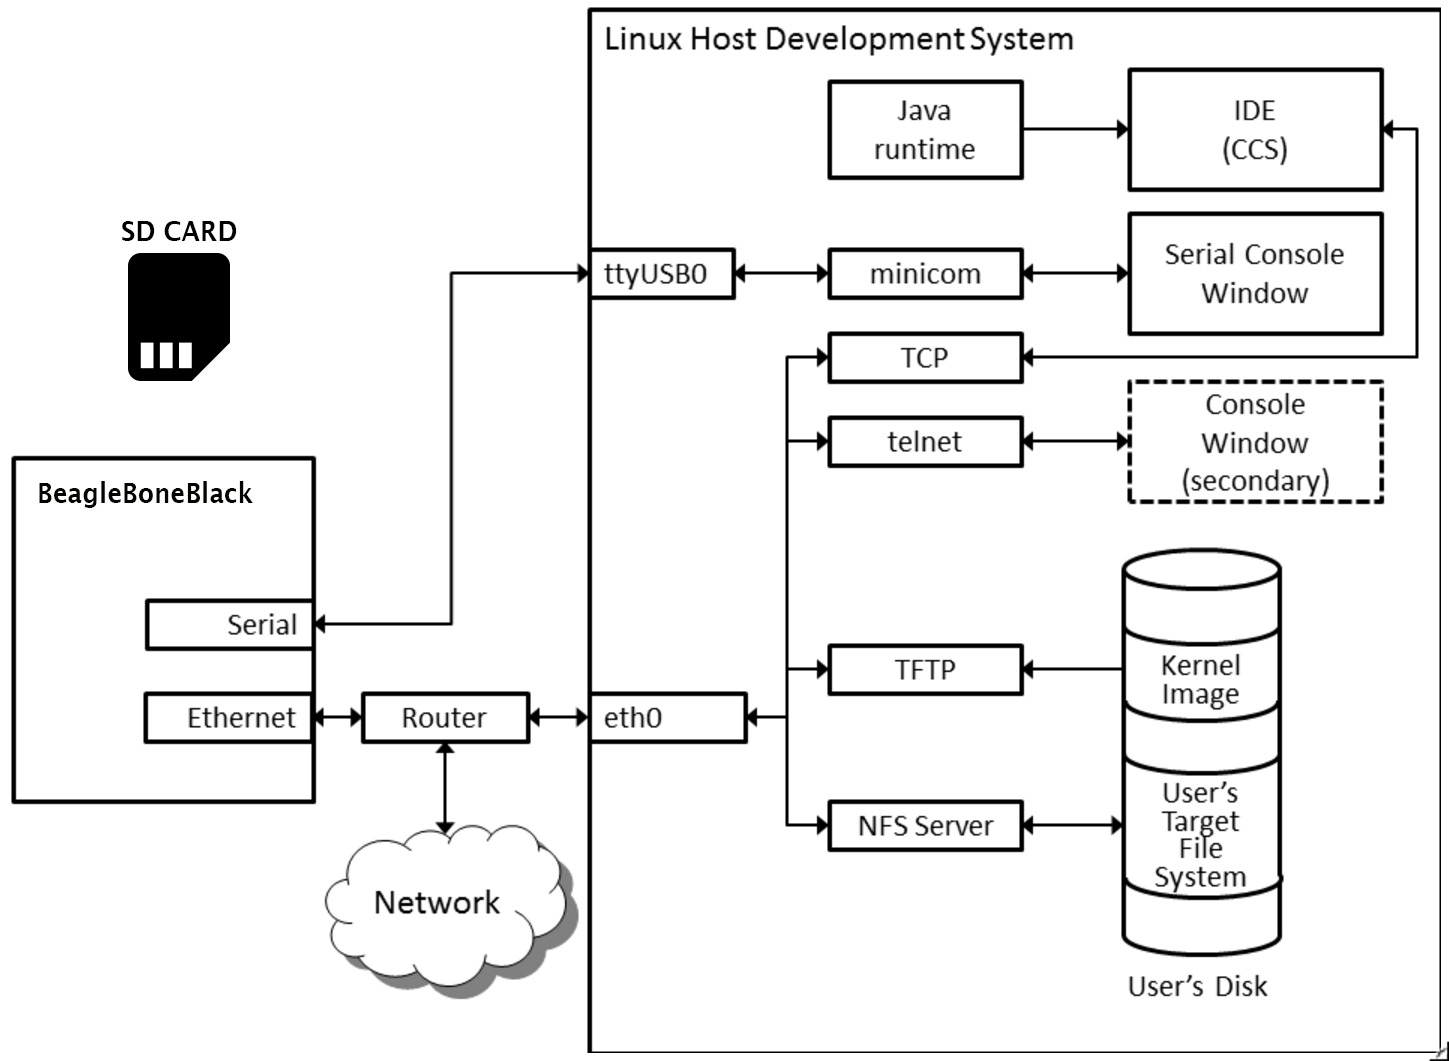 Linux Host Development System
Java
runtime
IDE
(CCS)
SD CARD
ttyUSB0
minicom
Serial Console
Window
TCP
telnet
Console
Window
(secondary)
BeagleBoneBlack
Serial
Ethernet
Router
eth0
TFTP
Kernel
Image
NFS Server
User's
Target
File
System
Network
User's Disk